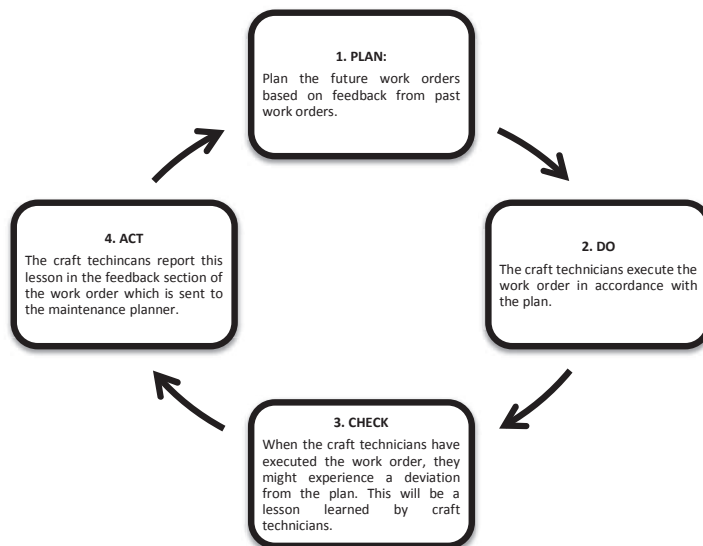 1. PLAN:
Plan the future work orders
based on feedback from past
work orders.
2. DO
The craft technicians execute the
work order in accordance with
the plan.
3. CHECK
When the craft technicians have
executed the work order, they
might experience a deviation
from the plan. This will be a
lesson learned by craft
technicians.
4. ACT
The craft techincans report this
lesson in the feedback section of
the work order which is sent to
the maintenance planner.